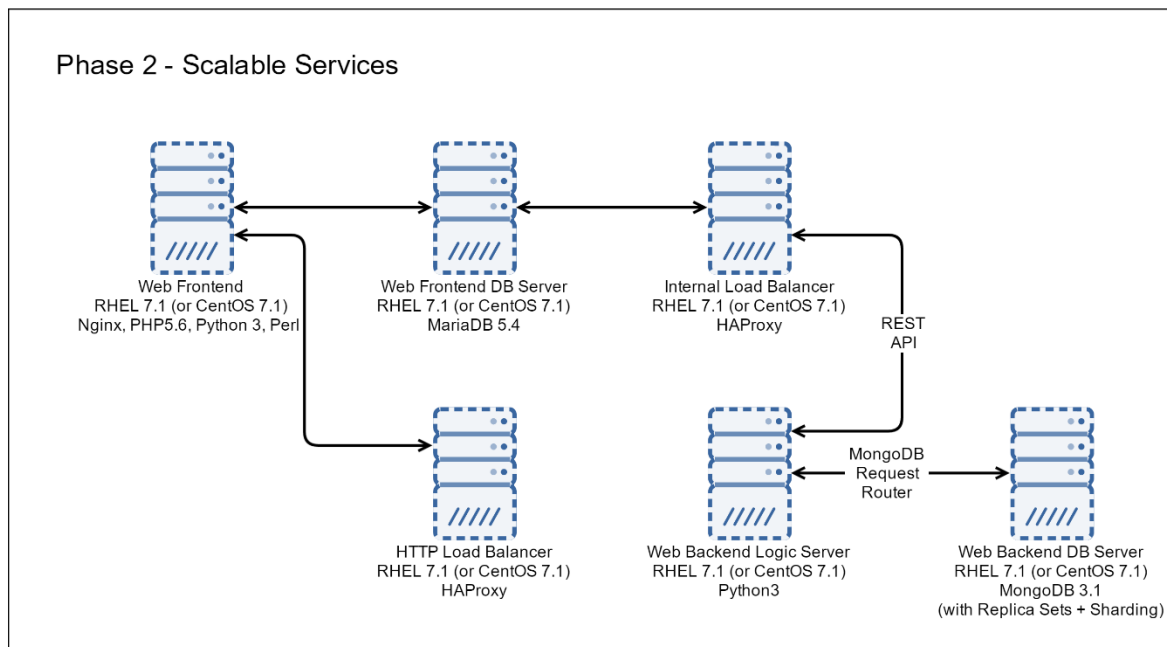 Phase 2 - Scalable Services
Web Frontend
RHEL 7.1 (or CentOS 7.1)
Nginx, PHP5.6, Python 3, Perl
Web Frontend DB Server
RHEL 7.1 (or CentOS 7.1)
MariaDB 5.4
Internal Load Balancer
RHEL 7.1 (or CentOS 7.1)
HAProxy
REST
API
HTTP Load Balancer
RHEL 7.1 (or CentOS 7.1)
HAProxy
Web Backend Logic Server
RHEL 7.1 (or CentOS 7.1)
Python3
MongoDB
Request
Router
Web Backend DB Server
RHEL 7.1 (or CentOS 7.1)
MongoDB 3.1
(with Replica Sets + Sharding)